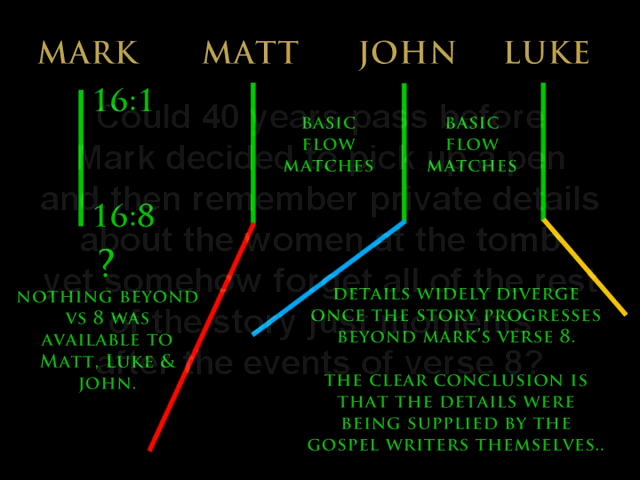 MARK MATT JOHN LUKE
16:1
BASIC
FLOW
MATCHES
BASIC
FLOW
MATCHES
16:8
?
NOTHING BEYOND
VS 8 WAS
AVAILABLE TO
MATT, LUKE &
JOHN.
DETAILS WIDELY DIVERGE
ONCE THE STORY PROGRESSES
BEYOND MARK'S VERSE 8.
THE CLEAR CONCLUSION IS
THAT THE DETAILS WERE
BEING SUPPLIED BY THE
GOSPEL WRITERS THEMSELVES..
Could 40 years pass before
Mark decided to pick up a pen
and then remember private details
about the women at the tomb
yet somehow forget all of the rest
of the story just moments
after the events of verse 8?